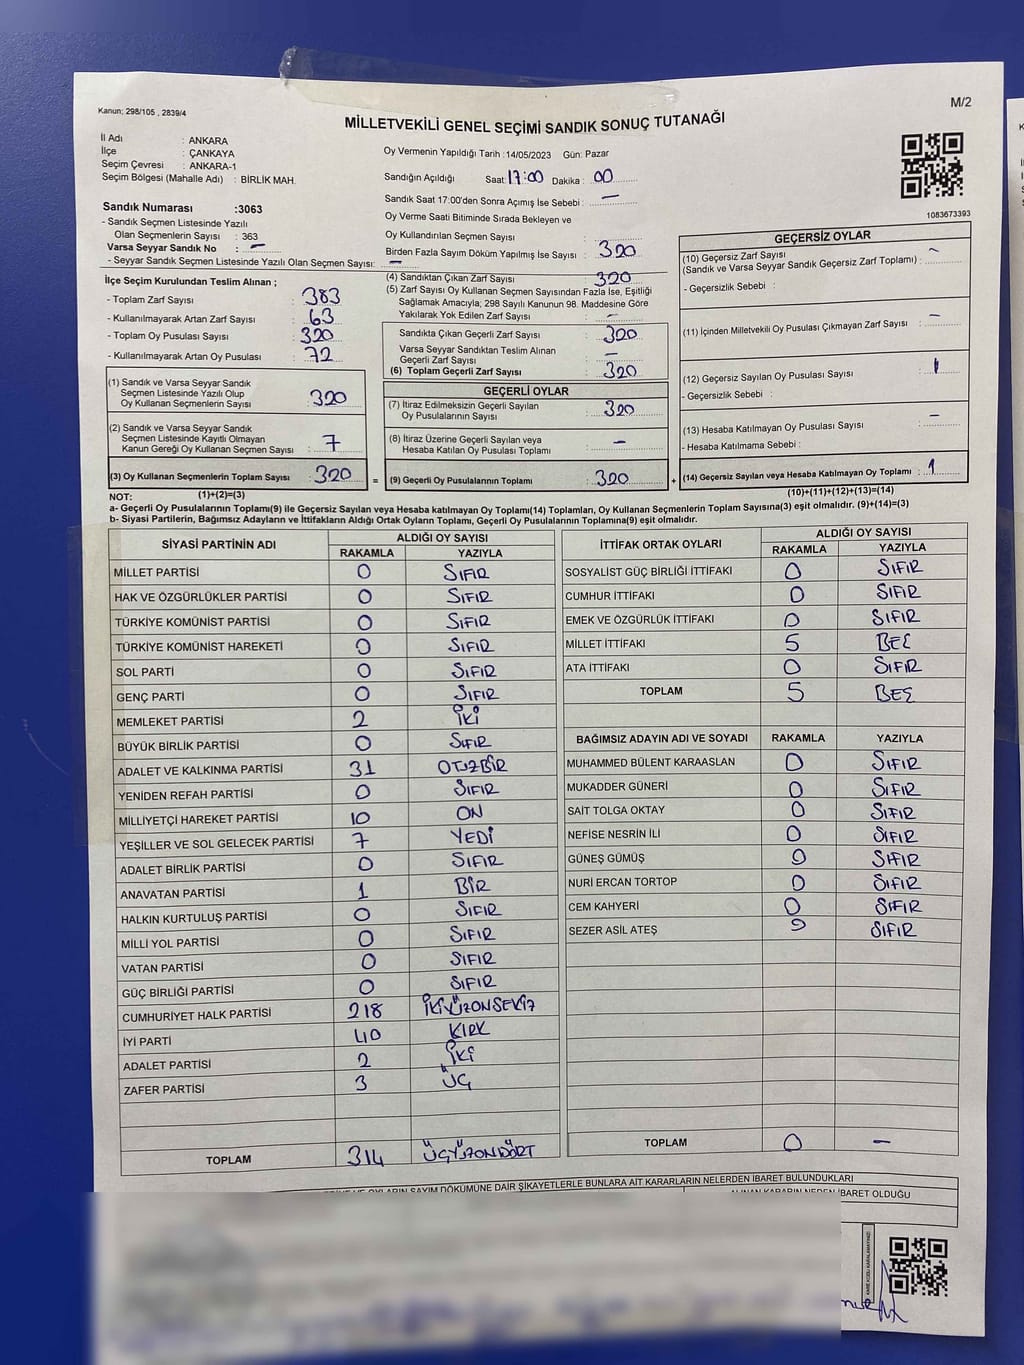 M/2
Kanun; 298/105 , 2839/4
MİLLETVEKİLİ GENEL SEÇİMİ SANDIK SONUÇ TUTANAĞI
İl Adı : ANKARA
İlçe : ÇANKAYA
Seçim Çevresi : ANKARA-1
Seçim Bölgesi (Mahalle Adı) : BİRLİK MAH.
Sandık Numarası :3063
- Sandık Seçmen Listesinde Yazılı
Olan Seçmenlerin Sayısı : 363
Varsa Seyyar Sandık No : -
- Seyyar Sandık Seçmen Listesinde Yazılı Olan Seçmen Sayısı: -
Oy Vermenin Yapıldığı Tarih : 14/05/2023 Gün: Pazar
Sandığın Açıldığı Saat: 17:00 Dakika : 00
Sandık Saat 17:00'den Sonra Açımış İse Sebebi : -
Oy Verme Saati Bitiminde Sırada Bekleyen ve
Oy Kullandırılan Seçmen Sayısı :
Birden Fazla Sayım Döküm Yapılmış İse Sayısı : 320
1083673393
İlçe Seçim Kurulundan Teslim Alınan ;
- Toplam Zarf Sayısı : 383
- Kullanılmayarak Artan Zarf Sayısı : 63
- Toplam Oy Pusulası Sayısı : 320
- Kullanılmayarak Artan Oy Pusulası : 72
(1) Sandık ve Varsa Seyyar Sandık
Seçmen Listesinde Yazılı Olup
Oy Kullanan Seçmenlerin Sayısı : 320
(2) Sandık ve Varsa Seyyar Sandık
Seçmen Listesinde Kayıtlı Olmayan
Kanun Gereği Oy Kullanan Seçmen Sayısı : 7
(3) Oy Kullanan Seçmenlerin Toplam Sayısı : 320 =
(4) Sandıktan Çıkan Zarf Sayısı : 320
(5) Zarf Sayısı Oy Kullanan Seçmen Sayısından Fazla İse, Eşitliği
Sağlamak Amacıyla; 298 Sayılı Kanunun 98. Maddesine Göre
Yakılarak Yok Edilen Zarf Sayısı : -
Sandıkta Çıkan Geçerli Zarf Sayısı : 320
Varsa Seyyar Sandıktan Teslim Alınan
Geçerli Zarf Sayısı : -
(6) Toplam Geçerli Zarf Sayısı : 320
GEÇERLİ OYLAR
(7) İtiraz Edilmeksizin Geçerli Sayılan
Oy Pusulalarının Sayısı : 320
(8) İtiraz Üzerine Geçerli Sayılan veya
Hesaba Katılan Oy Pusulası Toplamı : -
(9) Geçerli Oy Pusulalarının Toplamı : 320 +
GEÇERSİZ OYLAR
(10) Geçersiz Zarf Sayısı
(Sandık ve Varsa Seyyar Sandık Geçersiz Zarf Toplamı) : -
- Geçersizlik Sebebi :
(11) İçinden Milletvekili Oy Pusulası Çıkmayan Zarf Sayısı : -
(12) Geçersiz Sayılan Oy Pusulası Sayısı : 1
- Geçersizlik Sebebi :
(13) Hesaba Katılmayan Oy Pusulası Sayısı : -
- Hesaba Katılmama Sebebi :
(14) Geçersiz Sayılan veya Hesaba Katılmayan Oy Toplamı : 1
NOT: (1)+(2)=(3) (10)+(11)+(12)+(13)=(14)
a- Geçerli Oy Pusulalarının Toplamı(9) ile Geçersiz Sayılan veya Hesaba Katılmayan Oy Toplamı(14) Toplamları, Oy Kullanan Seçmenlerin Toplam Sayısına(3) eşit olmalıdır. (9)+(14)=(3)
b- Siyasi Partilerin, Bağımsız Adayların ve İttifakların Aldığı Ortak Oyların Toplamı, Geçerli Oy Pusulalarının Toplamına(9) eşit olmalıdır.
SİYASİ PARTİNİN ADI ALDIĞI OY SAYISI
RAKAMLA YAZIYLA
MİLLET PARTİSİ 0 SIFIR
HAK VE ÖZGÜRLÜKLER PARTİSİ 0 SIFIR
TÜRKİYE KOMÜNİST PARTİSİ 0 SIFIR
TÜRKİYE KOMÜNİST HAREKETİ 0 SIFIR
SOL PARTİ 0 SIFIR
GENÇ PARTİ 0 SIFIR
MEMLEKET PARTİSİ 2 İKİ
BÜYÜK BİRLİK PARTİSİ 0 SIFIR
ADALET VE KALKINMA PARTİSİ 31 OTUZBİR
YENİDEN REFAH PARTİSİ 0 SIFIR
MİLLİYETÇİ HAREKET PARTİSİ 10 ON
YEŞİLLER VE SOL GELECEK PARTİSİ 7 YEDİ
ADALET BİRLİK PARTİSİ 0 SIFIR
ANAVATAN PARTİSİ 1 BİR
HALKIN KURTULUŞ PARTİSİ 0 SIFIR
MİLLİ YOL PARTİSİ 0 SIFIR
VATAN PARTİSİ 0 SIFIR
GÜÇ BİRLİĞİ PARTİSİ 0 SIFIR
CUMHURİYET HALK PARTİSİ 218 İKİYÜZONSEKİZ
İYİ PARTİ 40 KIRK
ADALET PARTİSİ 2 İKİ
ZAFER PARTİSİ 3 ÜÇ
TOPLAM 314 ÜÇYÜZONDÖRT
İTTİFAK ORTAK OYLARI ALDIĞI OY SAYISI
RAKAMLA YAZIYLA
SOSYALİST GÜÇ BİRLİĞİ İTTİFAKI 0 SIFIR
CUMHUR İTTİFAKI 0 SIFIR
EMEK VE ÖZGÜRLÜK İTTİFAKI 0 SIFIR
MİLLET İTTİFAKI 5 BEŞ
ATA İTTİFAKI 0 SIFIR
TOPLAM 5 BEŞ
BAĞIMSIZ ADAYIN ADI VE SOYADI RAKAMLA YAZIYLA
MUHAMMED BÜLENT KARAASLAN 0 SIFIR
MUKADDER GÜNERİ 0 SIFIR
SAİT TOLGA OKTAY 0 SIFIR
NEFİSE NESRİN İLİ 0 SIFIR
GÜNEŞ GÜMÜŞ 0 SIFIR
NURİ ERCAN TORTOP 0 SIFIR
CEM KAHYERİ 0 SIFIR
SEZER ASİL ATEŞ 0 SIFIR
TOPLAM 0 -
OYLARIN SAYIM DÖKÜMÜNE DAİR ŞİKAYETLERLE BUNLARA AİT KARARLARIN NELERDEN İBARET BULUNDUKLARI
ALINAN KARARIN NEDEN İBARET OLDUĞU